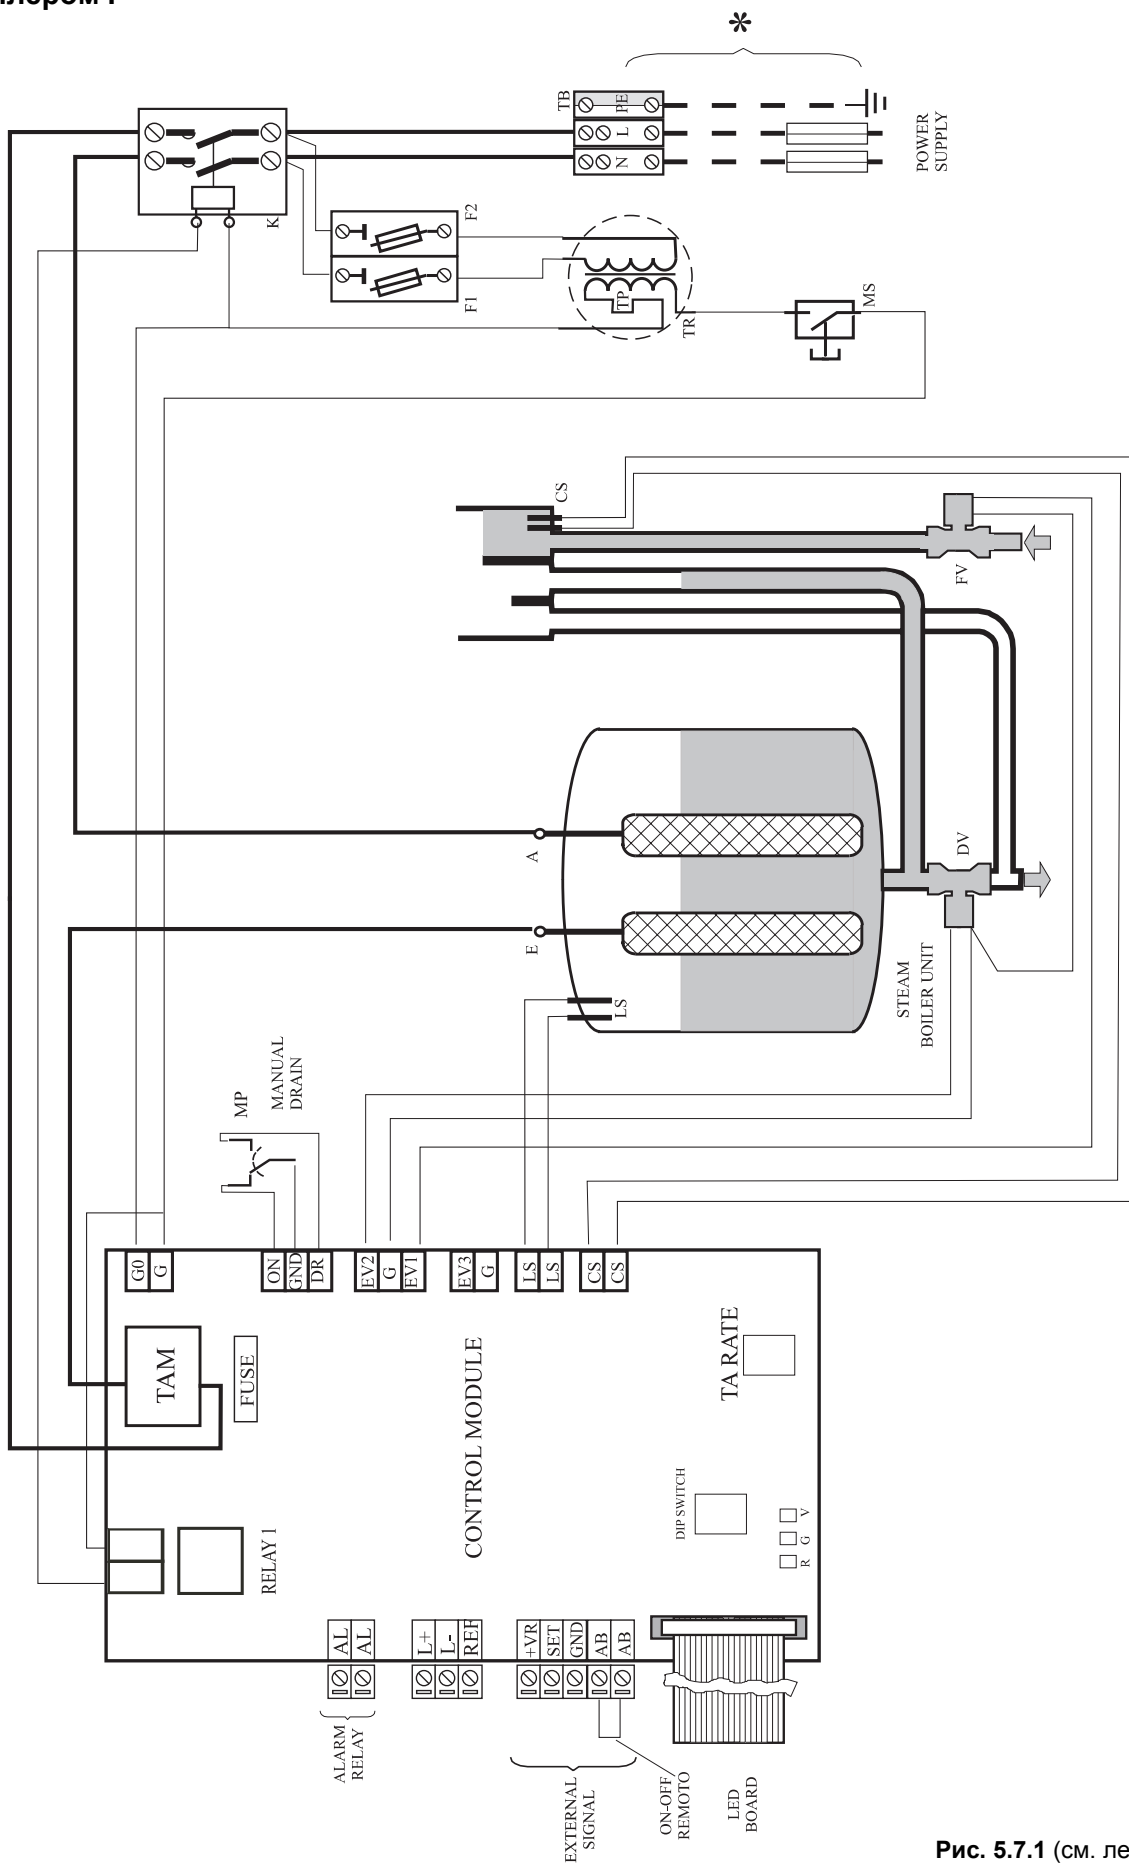 *
TB
PE
L
N
POWER
SUPPLY
K
F2
F1
TP
TR
MS
CS
FV
A
E
LS
DV
STEAM
BOILER UNIT
MP
MANUAL
DRAIN
G0
G
ON
GND
DR
EV2
G
EV1
EV3
G
LS
LS
CS
CS
TAM
FUSE
TA RATE
CONTROL MODULE
DIP SWITCH
RELAY 1
R
G
V
AL
AL
L+
L-
REF
+VR
SET
GND
AB
AB
ALARM
RELAY
EXTERNAL
SIGNAL
ON-OFF
REMOTO
LED
BOARD
Рис. 5.7.1 (см. ле